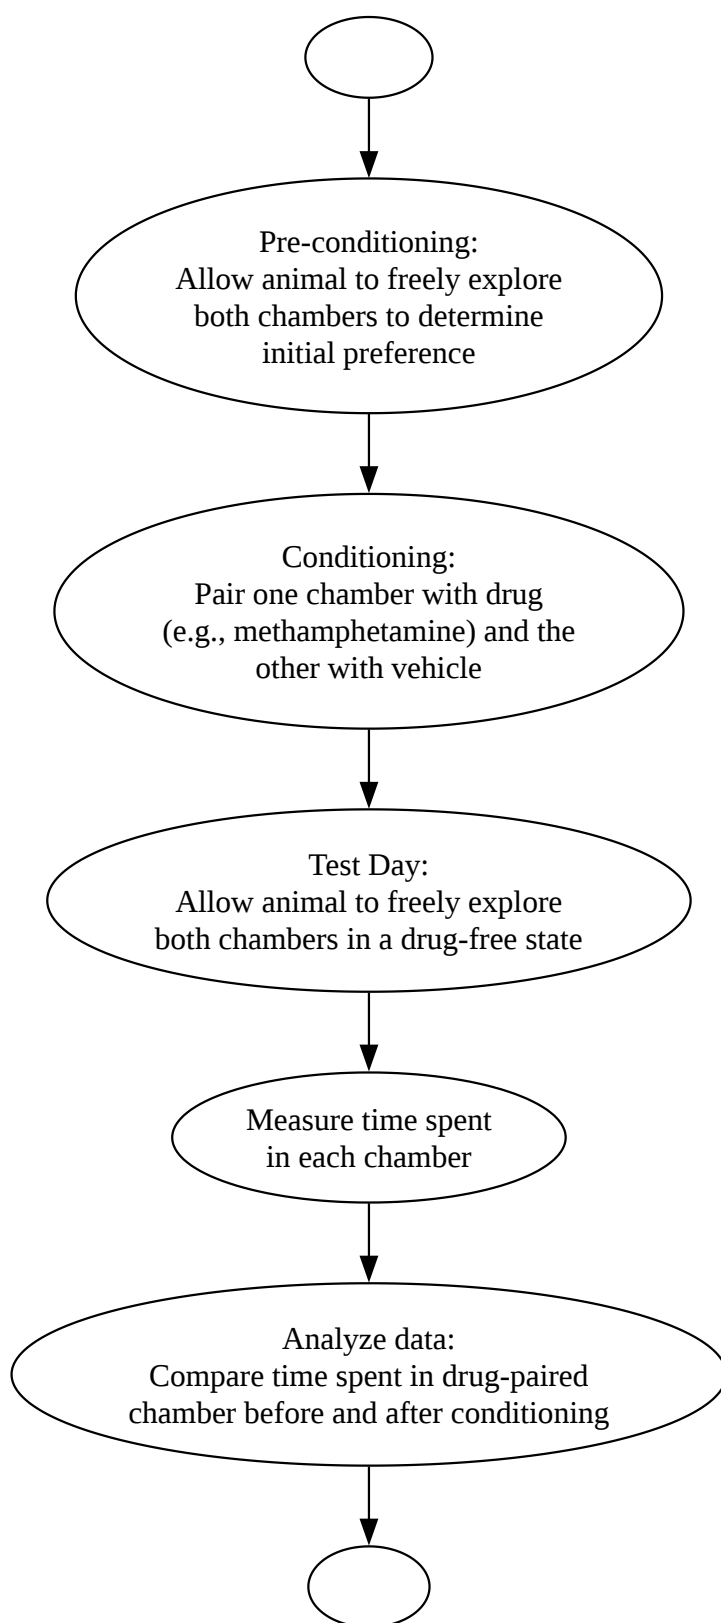 Pre-conditioning:
Allow animal to freely explore
both chambers to determine
initial preference
Conditioning:
Pair one chamber with drug
(e.g., methamphetamine) and the
other with vehicle
Test Day:
Allow animal to freely explore
both chambers in a drug-free state
Measure time spent
in each chamber
Analyze data:
Compare time spent in drug-paired
chamber before and after conditioning